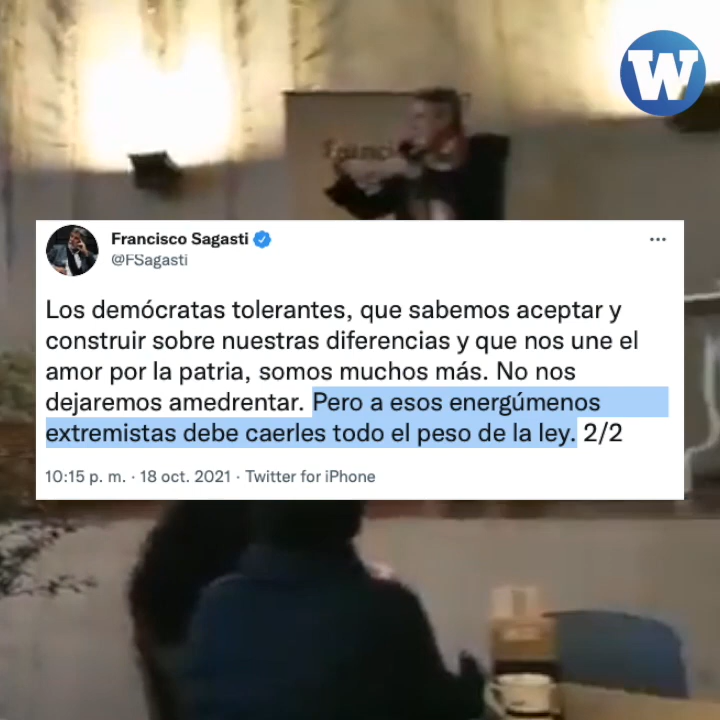 W
Franci
Francisco Sagasti
@FSagasti
Los demócratas tolerantes, que sabemos aceptar y
construir sobre nuestras diferencias y que nos une el
amor por la patria, somos muchos más. No nos
dejaremos amedrentar. Pero a esos energúmenos
extremistas debe caerles todo el peso de la ley. 2/2
10:15 p. m. · 18 oct. 2021 · Twitter for iPhone